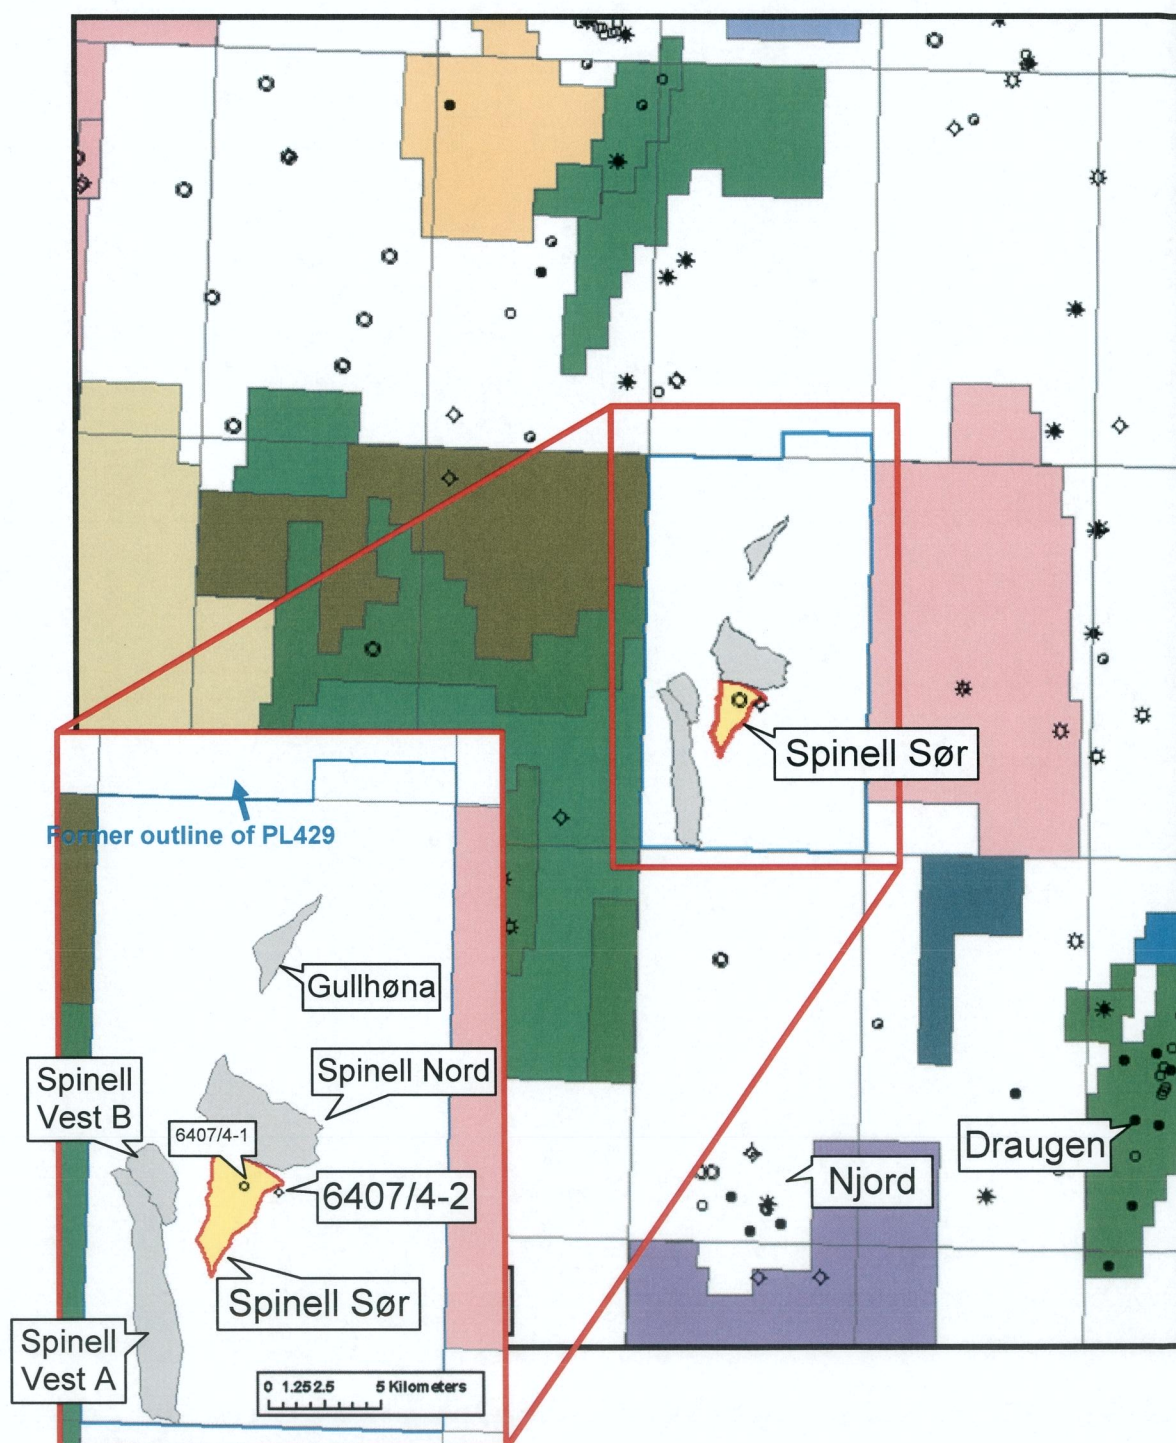 Spinell Sør
Former outline of PL429
Gullhøna
Spinell Nord
Spinell
Vest B
6407/4-1
6407/4-2
Spinell Sør
Spinell
Vest A
0 1.25 2.5 5 Kilometers
Njord
Draugen